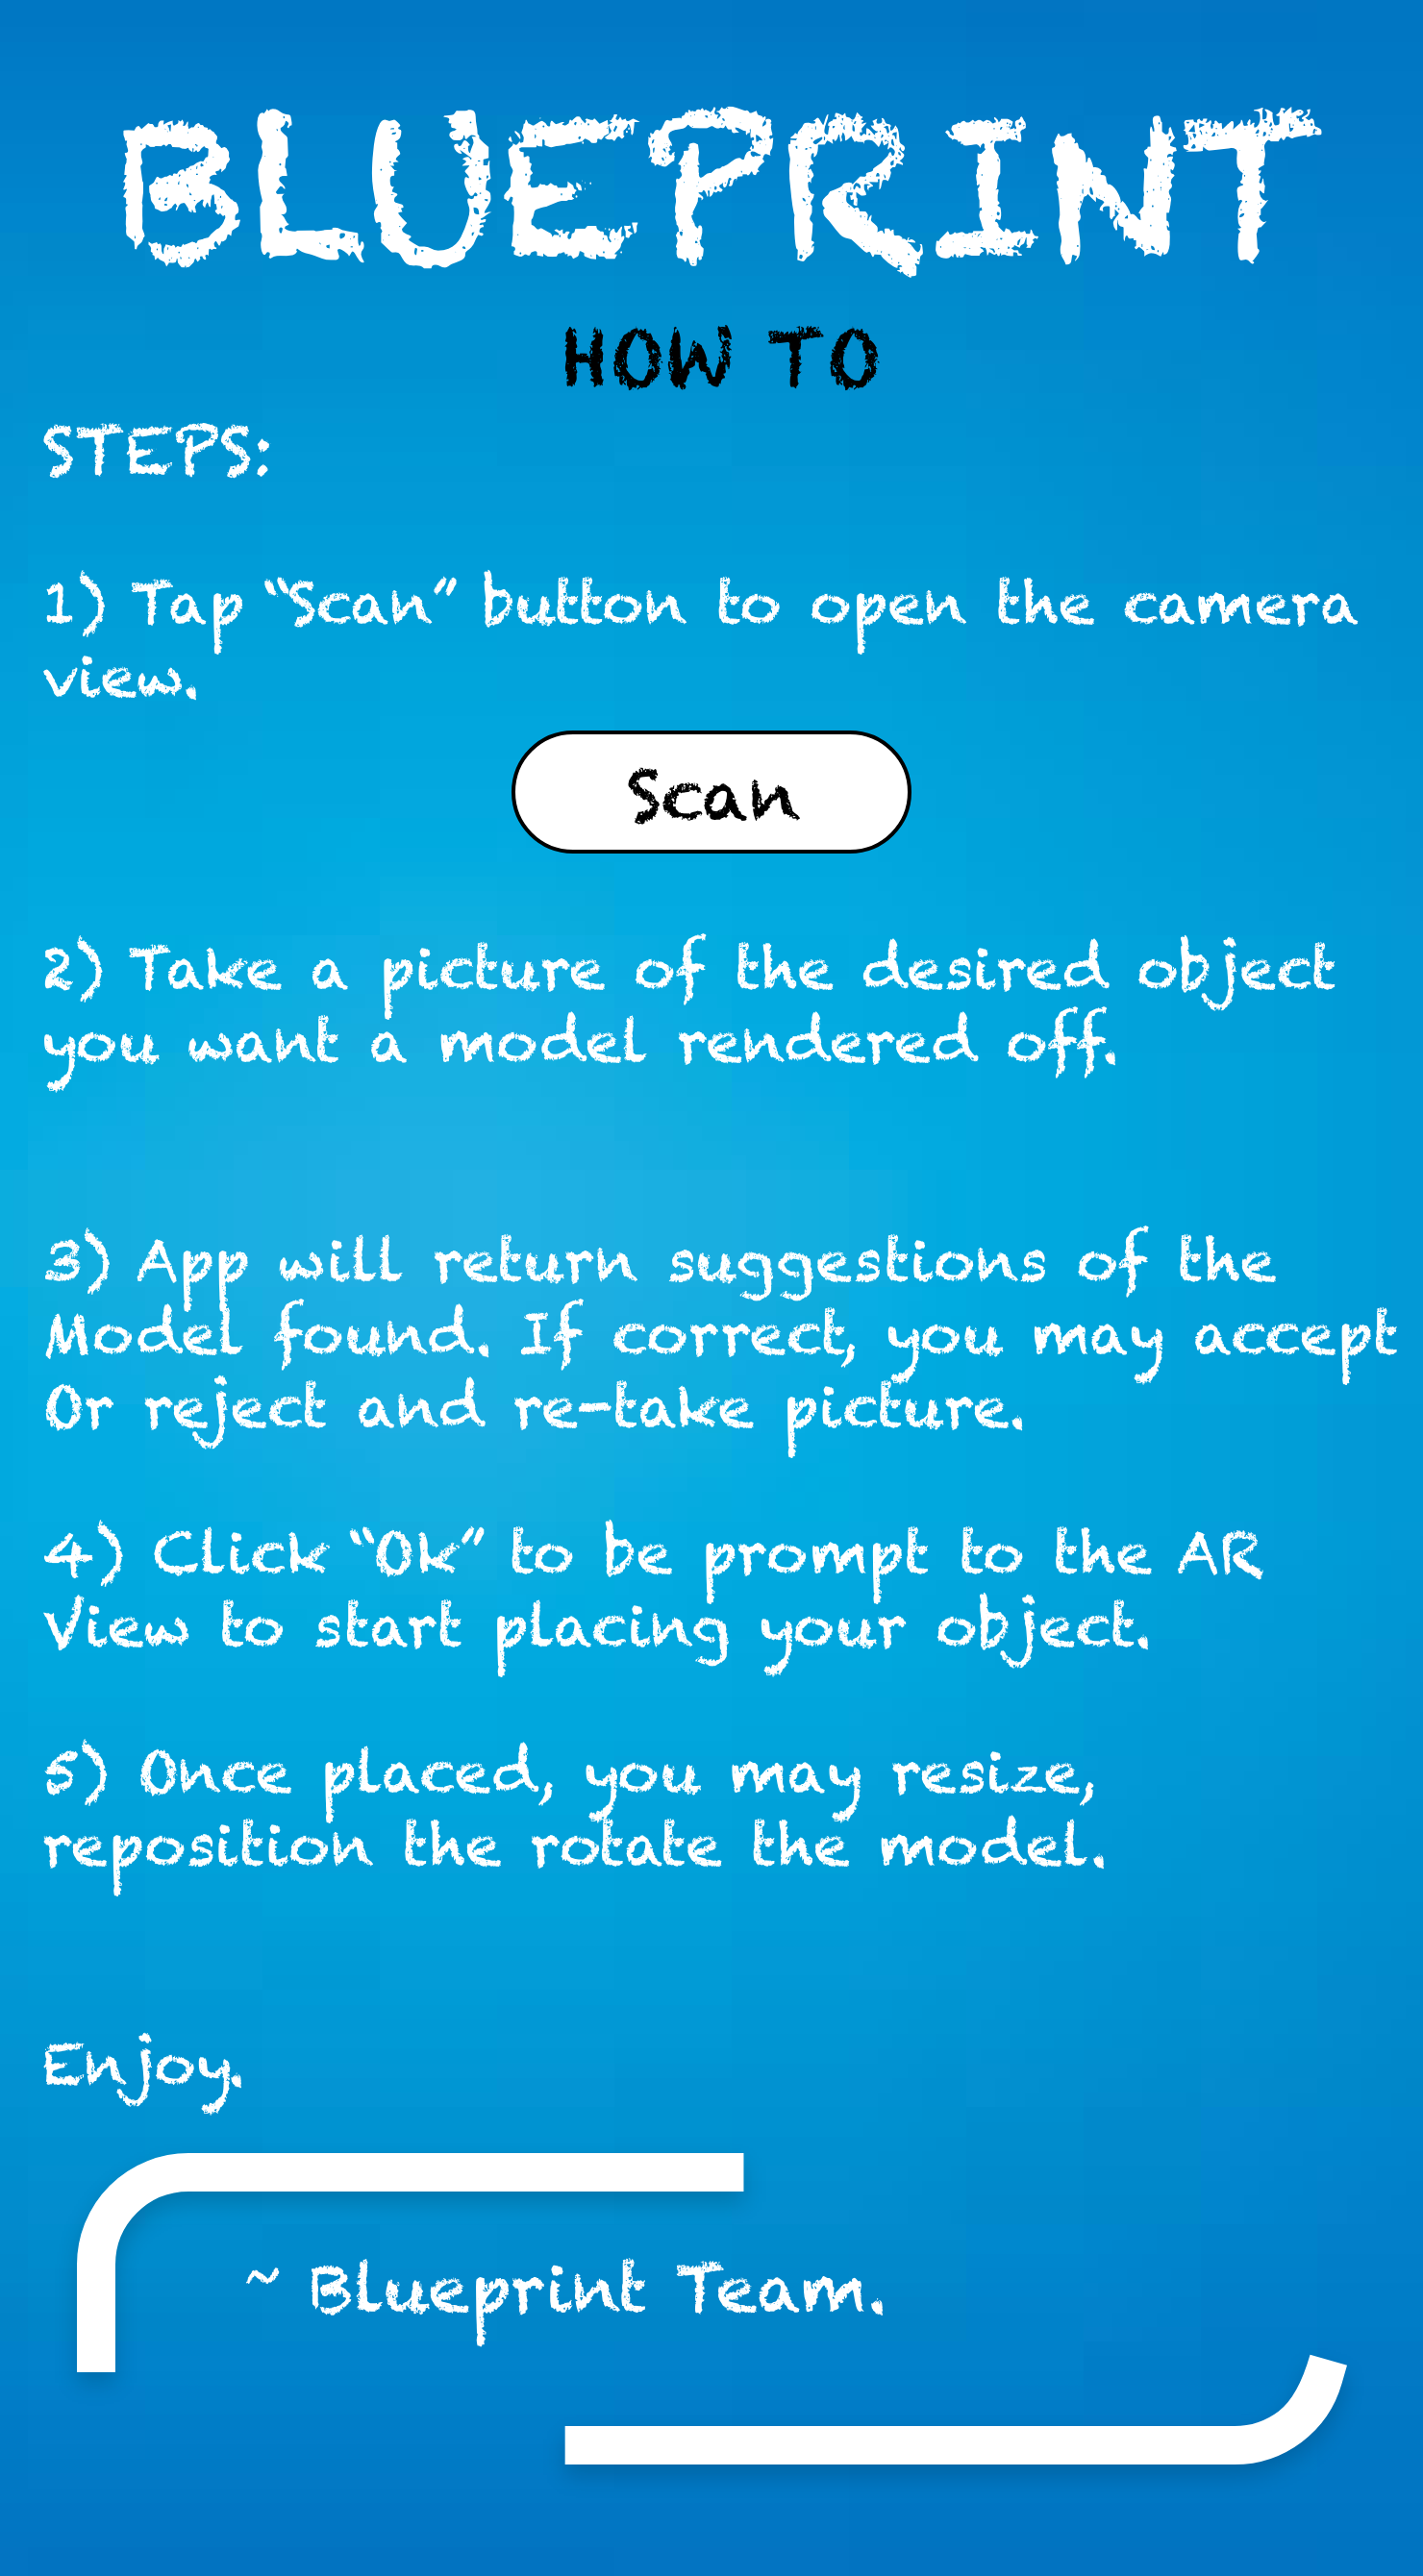 BLUEPRINT
HOW TO
STEPS:
1) Tap “Scan” button to open the camera
view.
Scan
2) Take a picture of the desired object
you want a model rendered off.
3) App will return suggestions of the
Model found. If correct, you may accept
Or reject and re-take picture.
4) Click “Ok” to be prompt to the AR
View to start placing your object.
5) Once placed, you may resize,
reposition the rotate the model.
Enjoy.
~ Blueprint Team.